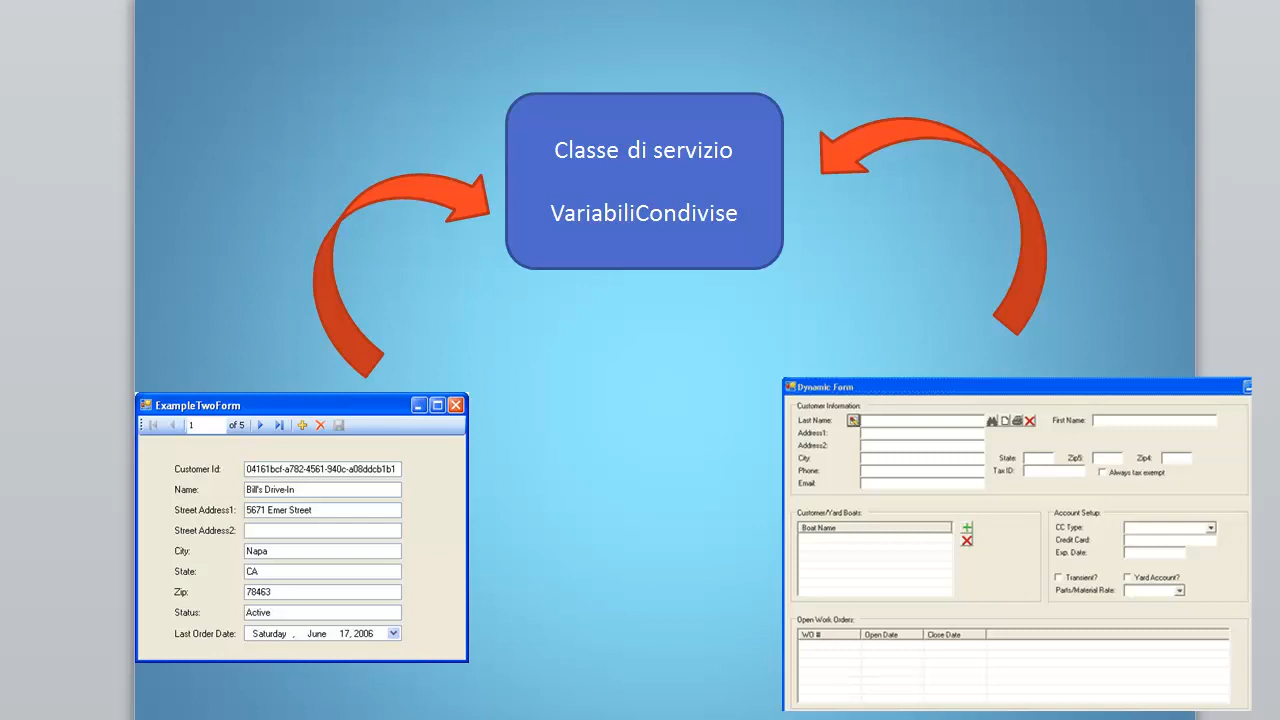 Classe di servizio
VariabiliCondivise
ExampleTwoForm
1 of 5
Customer Id: 04161bcf-a782-4561-940c-a08ddcb1b1
Name: Bill's Drive-In
Street Address1: 5671 Emer Street
Street Address2:
City: Napa
State: CA
Zip: 78463
Status: Active
Last Order Date: Saturday , June 17, 2006
Dynamic Form
Customer Information:
Last Name: First Name:
Address1:
Address2:
City: State: Zip5: Zip4:
Phone: Tax ID: Always tax exempt
Email:
Customer/Yard Boats:
Boat Name
Account Setup:
CC Type:
Credit Card:
Exp. Date:
Transient? Yard Account?
Parts/Material Rate:
Open Work Orders:
WO # Open Date Close Date